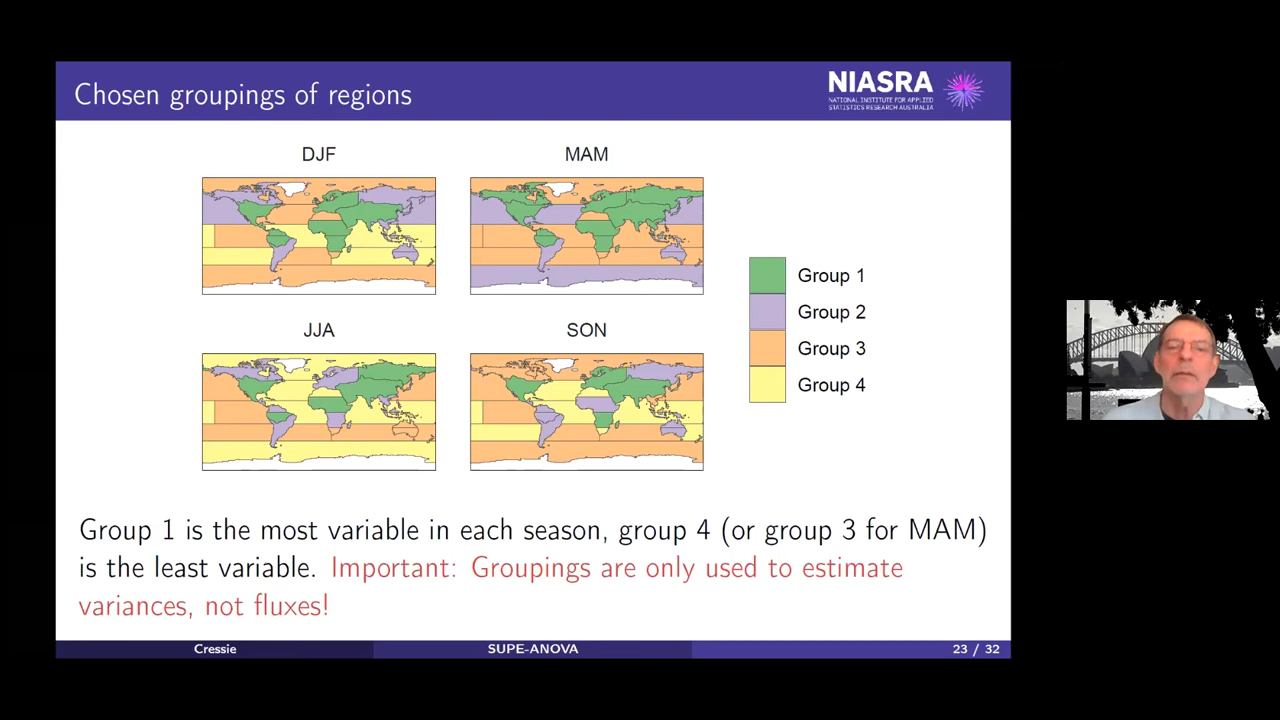 Chosen groupings of regions
NIASRA
NATIONAL INSTITUTE FOR APPLIED
STATISTICS RESEARCH AUSTRALIA
DJF
MAM
JJA
SON
Group 1
Group 2
Group 3
Group 4
Group 1 is the most variable in each season, group 4 (or group 3 for MAM)
is the least variable. Important: Groupings are only used to estimate
variances, not fluxes!
Cressie
SUPE-ANOVA
23 / 32